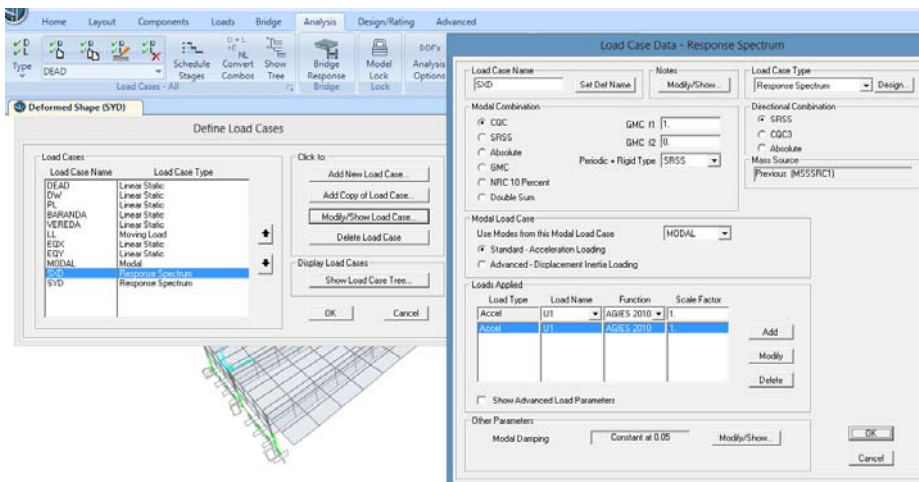 Home Layout Components Loads Bridge Analysis Design/Rating Advanced
Type
DEAD
Schedule Stages
Convert Combos
Show Tree
Bridge Response
Model Lock
Analysis Options
Load Cases - All
Bridge
Lock
Deformed Shape (SYD)
Define Load Cases
Load Cases
Load Case Name Load Case Type
DEAD Linear Static
DW Linear Static
PL Linear Static
BARANDA Linear Static
VEREDA Linear Static
LL Moving Load
EQX Linear Static
EQY Linear Static
MODAL Modal
SXD Response Spectrum
SYD Response Spectrum
Click to:
Add New Load Case...
Add Copy of Load Case...
Modify/Show Load Case...
Delete Load Case
Display Load Cases
Show Load Case Tree...
OK Cancel
Load Case Data - Response Spectrum
Load Case Name
SXD Set Def Name
Notes
Modify/Show...
Load Case Type
Response Spectrum Design...
Modal Combination
CQC
SRSS
Absolute
GMC
NRC 10 Percent
Double Sum
GMC f1 1.
GMC f2 0.
Periodic + Rigid Type SRSS
Directional Combination
SRSS
CQC3
Absolute
Mass Source
Previous (MSSSRC1)
Modal Load Case
Use Modes from this Modal Load Case MODAL
Standard - Acceleration Loading
Advanced - Displacement Inertia Loading
Loads Applied
Load Type Load Name Function Scale Factor
Accel U1 AGIES 2010 1.
Accel U1 AGIES 2010 1.
Add
Modify
Delete
Show Advanced Load Parameters
Other Parameters
Modal Damping Constant at 0.05 Modify/Show...
OK
Cancel